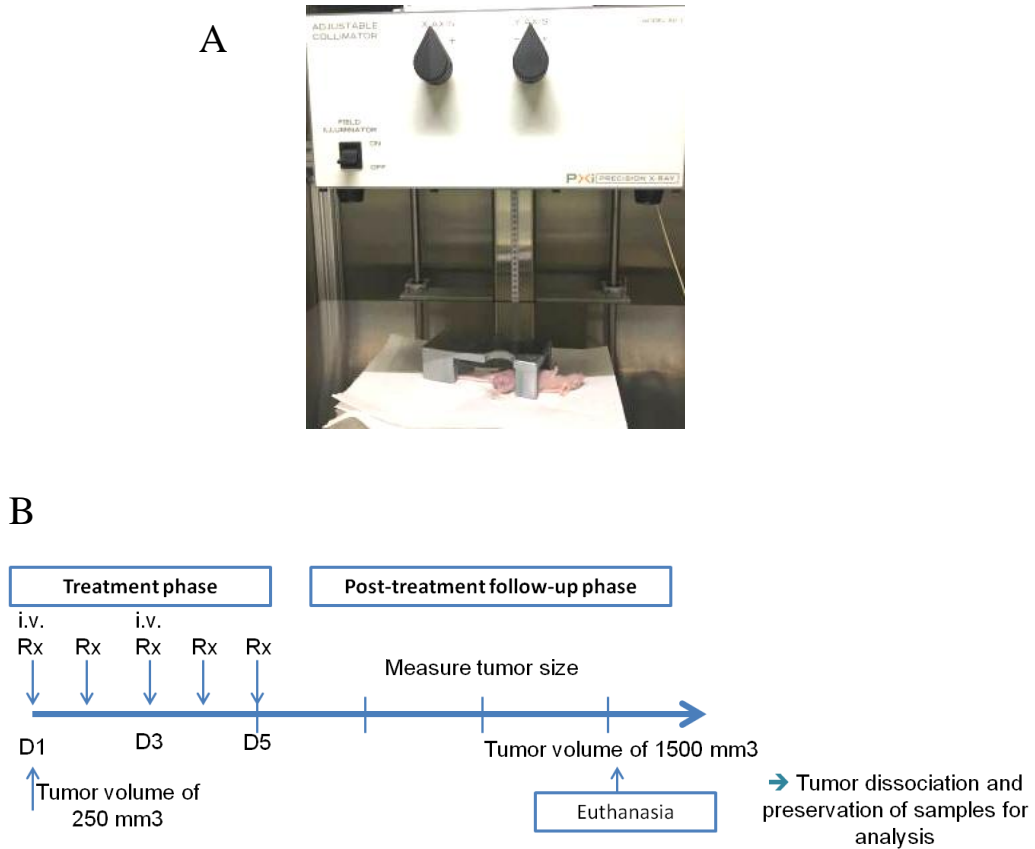 A
ADJUSTABLE
COLLIMATOR
X AXIS
Y AXIS
+
FIELD
ILLUMINATOR
ON
OFF
PXi PRECISION X-RAY
B
Treatment phase
Post-treatment follow-up phase
i.v.
i.v.
Rx Rx Rx Rx Rx
Measure tumor size
D1 D3 D5
Tumor volume of 1500 mm3
Tumor volume of
250 mm3
Euthanasia
➔ Tumor dissociation and
preservation of samples for
analysis